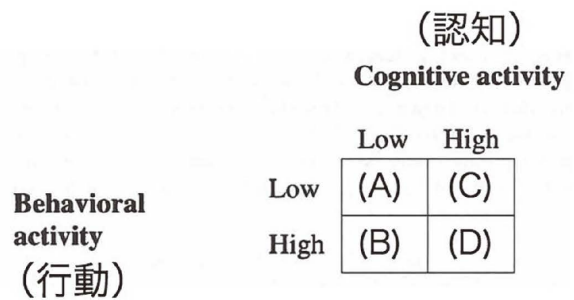 （認知）
Cognitive activity
Low High
Low (A) (C)
Behavioral
activity
High (B) (D)
（行動）